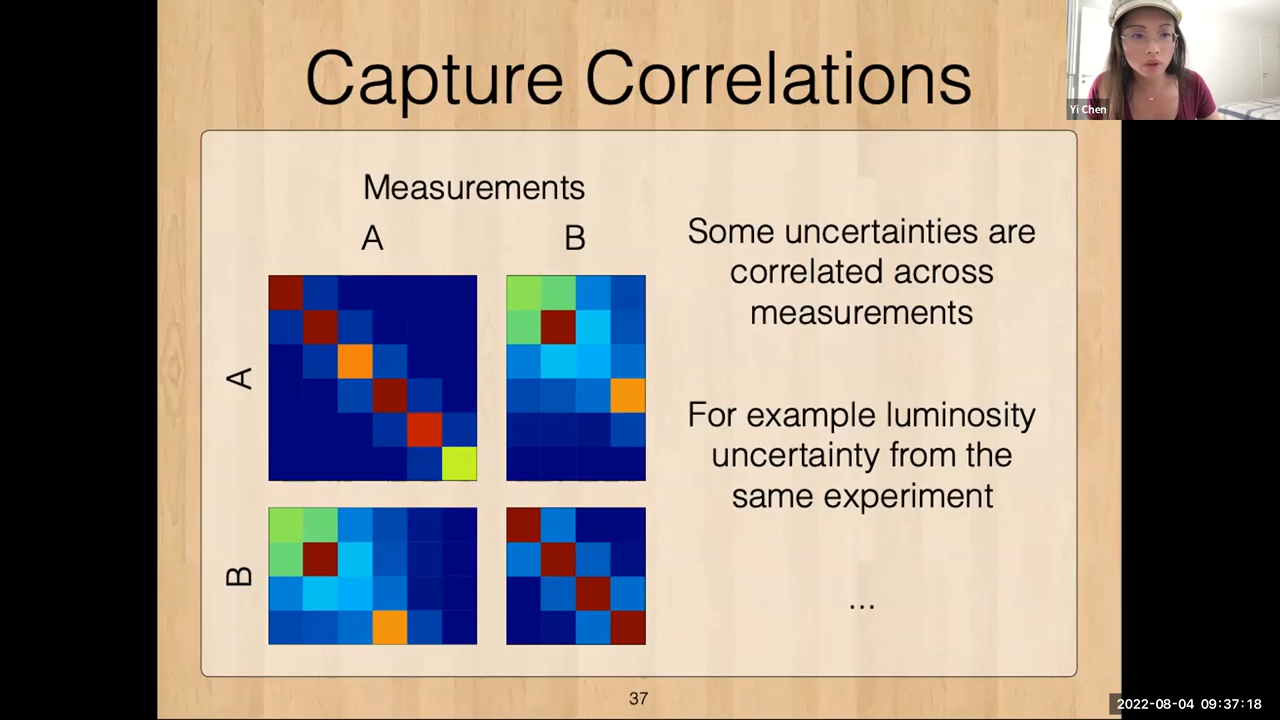 Capture Correlations
Yi Chen
Measurements
A
B
A
B
Some uncertainties are
correlated across
measurements
For example luminosity
uncertainty from the
same experiment
...
37
2022-08-04 09:37:18